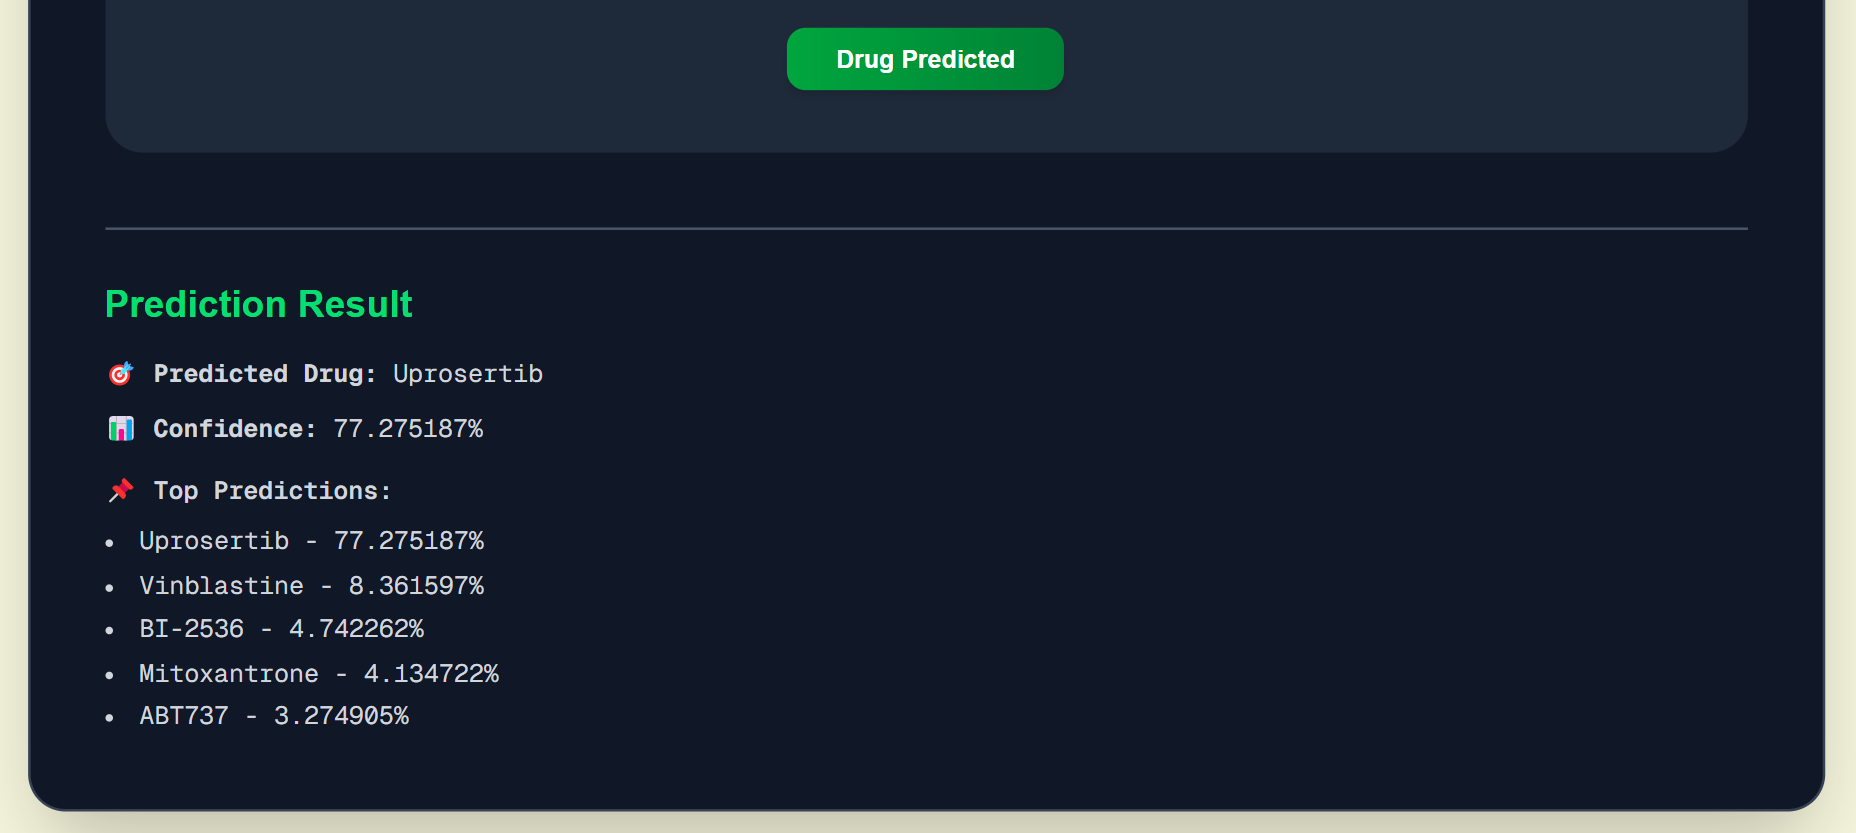 Drug Predicted
Prediction Result
Predicted Drug: Uprosertib
Confidence: 77.275187%
Top Predictions:
• Uprosertib - 77.275187%
• Vinblastine - 8.361597%
• BI-2536 - 4.742262%
• Mitoxantrone - 4.134722%
• ABT737 - 3.274905%